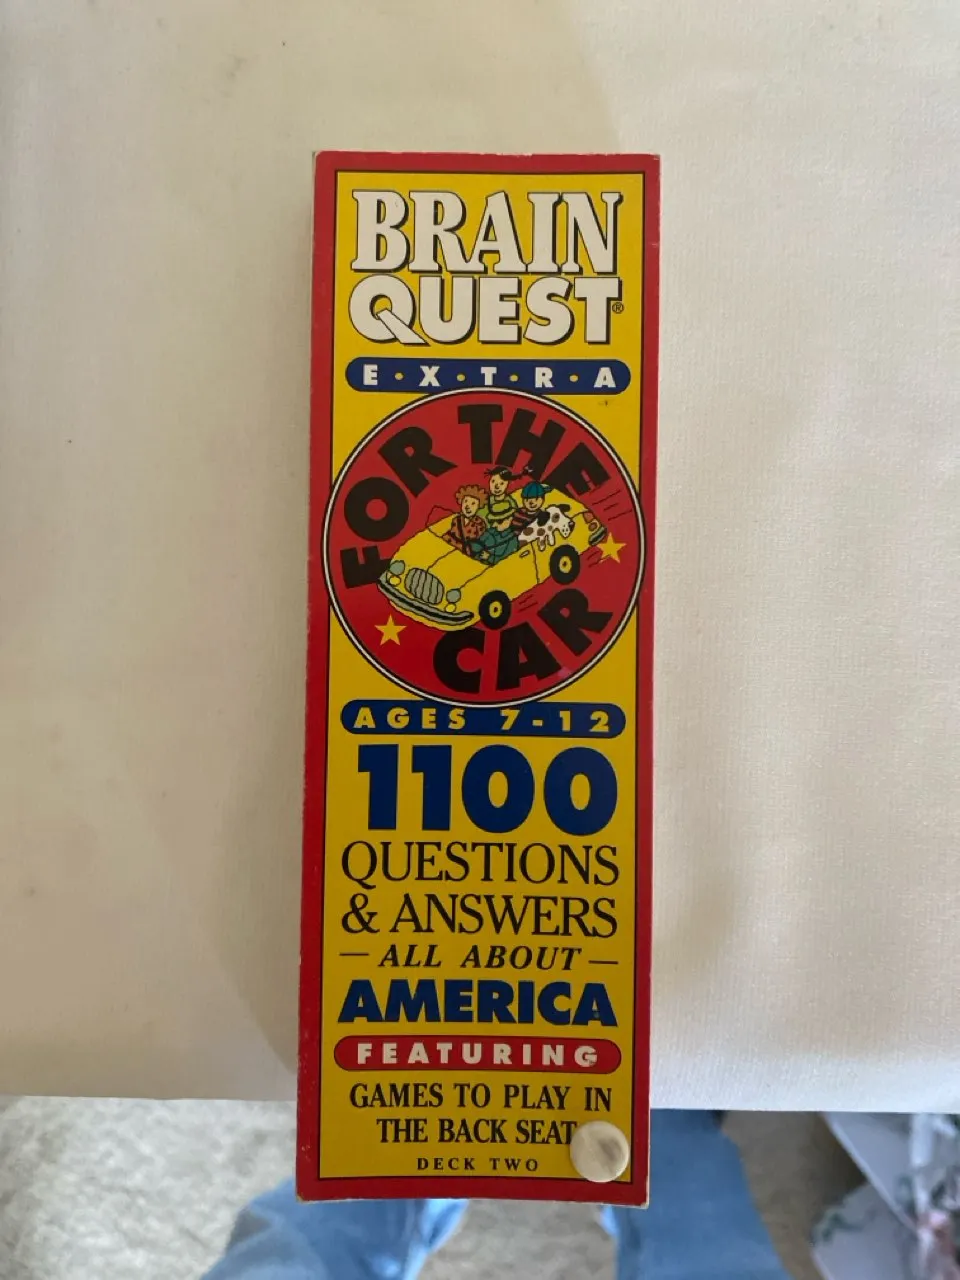 BRAIN
QUEST®
E·X·T·R·A
FOR THE
CAR
AGES 7-12
1100
QUESTIONS
& ANSWERS
— ALL ABOUT —
AMERICA
FEATURING
GAMES TO PLAY IN
THE BACK SEAT
DECK TWO